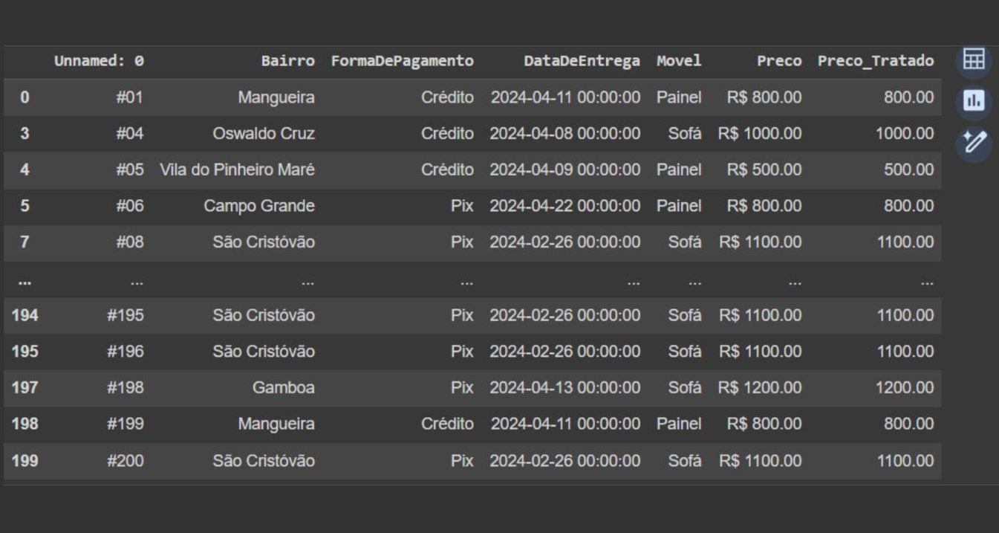 Unnamed: 0 Bairro FormaDePagamento DataDeEntrega Movel Preco Preco_Tratado
0 #01 Mangueira Crédito 2024-04-11 00:00:00 Painel R$ 800.00 800.00
3 #04 Oswaldo Cruz Crédito 2024-04-08 00:00:00 Sofá R$ 1000.00 1000.00
4 #05 Vila do Pinheiro Maré Crédito 2024-04-09 00:00:00 Painel R$ 500.00 500.00
5 #06 Campo Grande Pix 2024-04-22 00:00:00 Painel R$ 800.00 800.00
7 #08 São Cristóvão Pix 2024-02-26 00:00:00 Sofá R$ 1100.00 1100.00
... ... ... ... ... ... ... ...
194 #195 São Cristóvão Pix 2024-02-26 00:00:00 Sofá R$ 1100.00 1100.00
195 #196 São Cristóvão Pix 2024-02-26 00:00:00 Sofá R$ 1100.00 1100.00
197 #198 Gamboa Pix 2024-04-13 00:00:00 Sofá R$ 1200.00 1200.00
198 #199 Mangueira Crédito 2024-04-11 00:00:00 Painel R$ 800.00 800.00
199 #200 São Cristóvão Pix 2024-02-26 00:00:00 Sofá R$ 1100.00 1100.00